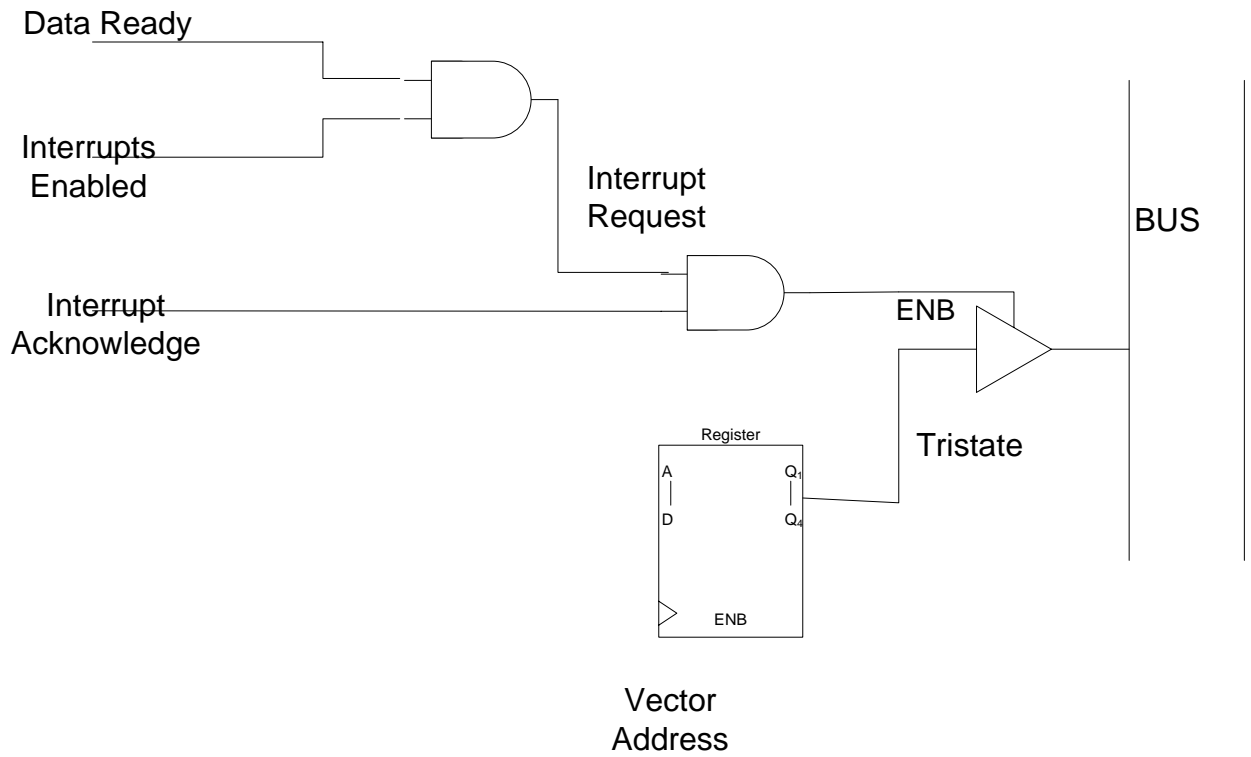 Data Ready
Interrupts
Enabled
Interrupt
Request
BUS
Interrupt
Acknowledge
ENB
Register
Tristate
A
Q₁
D
Q₄
ENB
Vector
Address